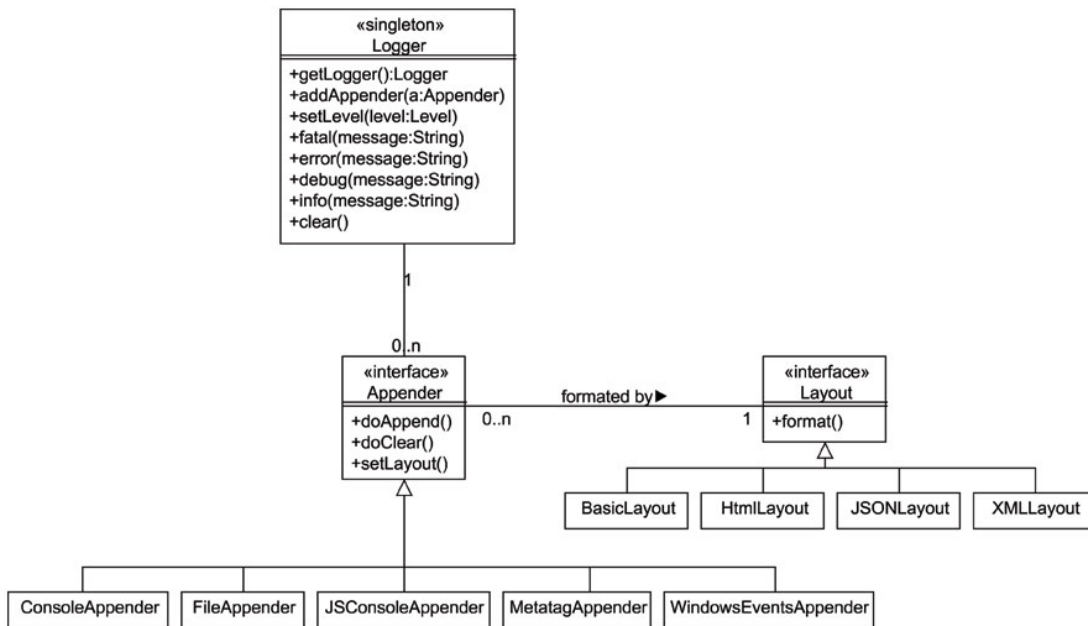 «singleton»
Logger
+getLogger():Logger
+addAppender(a:Appender)
+setLevel(level:Level)
+fatal(message:String)
+error(message:String)
+debug(message:String)
+info(message:String)
+clear()
1
0..n
«interface»
Appender
+doAppend()
+doClear()
+setLayout()
formated by▶
0..n
1
«interface»
Layout
+format()
BasicLayout
HtmlLayout
JSONLayout
XMLLayout
ConsoleAppender
FileAppender
JSConsoleAppender
MetatagAppender
WindowsEventsAppender